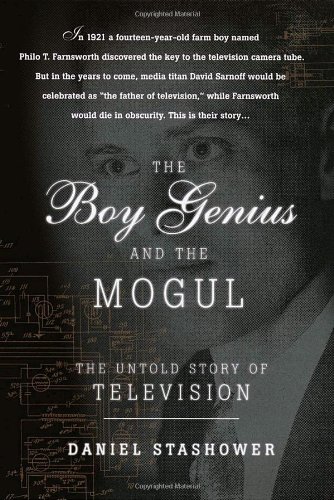 In 1921 a fourteen-year-old farm boy named
Philo T. Farnsworth discovered the key to the television camera tube.
But in the years to come, media titan David Sarnoff would be
celebrated as "the father of television," while Farnsworth
would die in obscurity. This is their story...
THE
Boy Genius
AND THE
MOGUL
THE UNTOLD STORY OF
TELEVISION
DANIEL STASHOWER